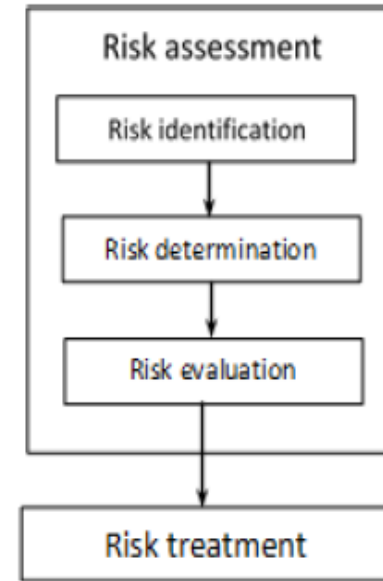 Risk assessment
Risk identification
Risk determination
Risk evaluation
Risk treatment